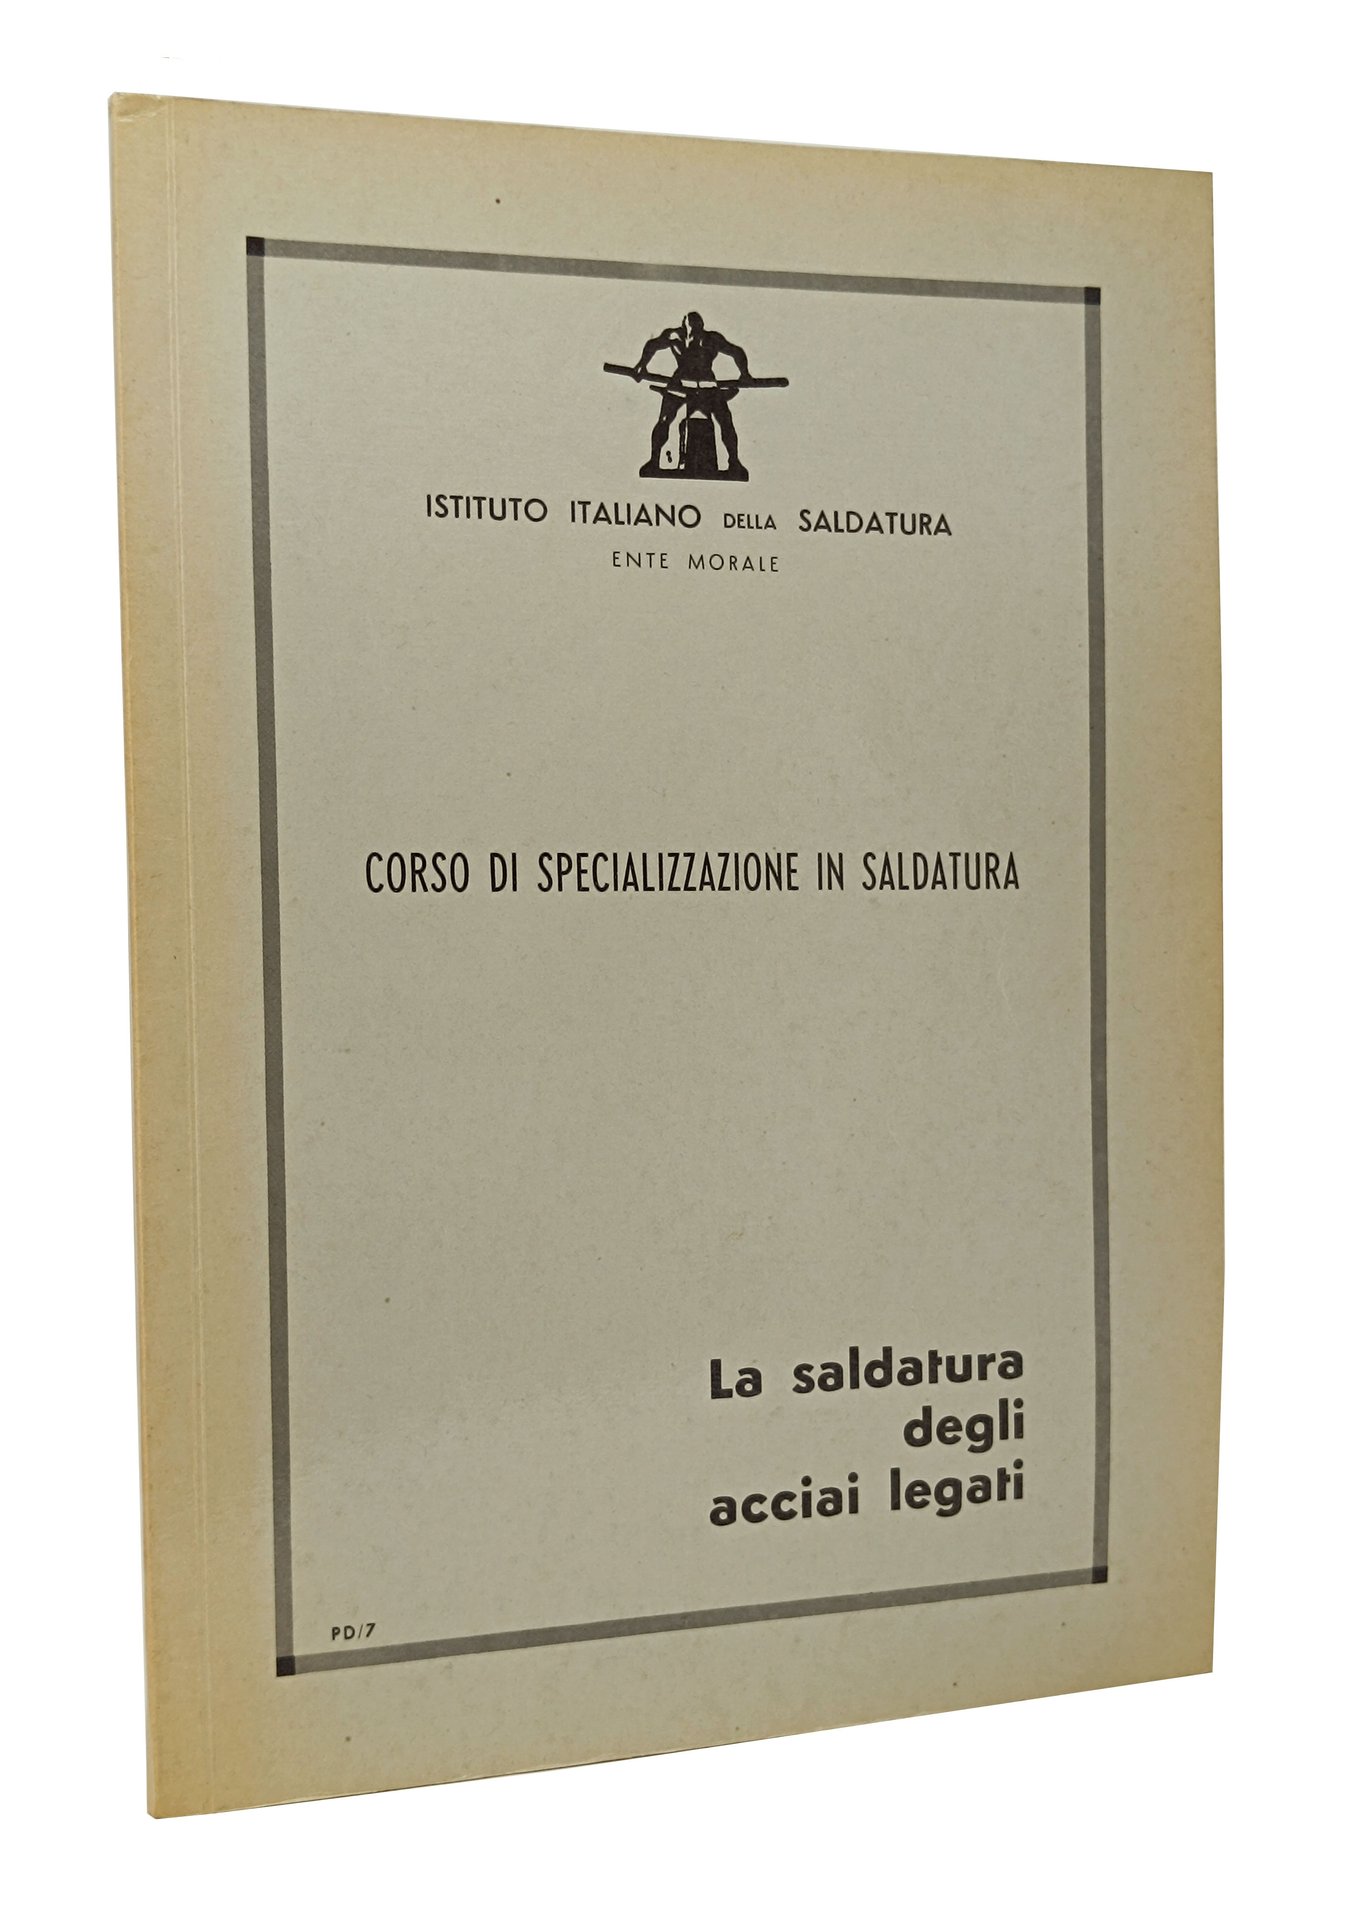 ISTITUTO ITALIANO DELLA SALDATURA
ENTE MORALE
CORSO DI SPECIALIZZAZIONE IN SALDATURA
La saldatura
degli
acciai legati
PD/7